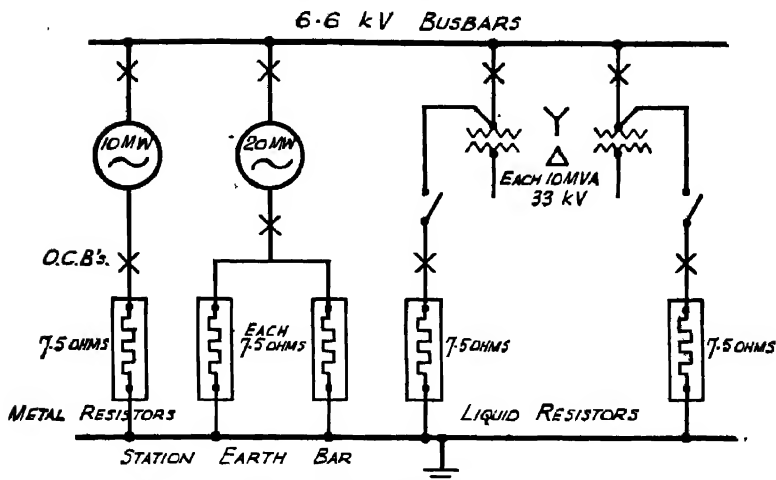 6·6 kV BUSBARS
10MW
20MW
EACH 10MVA
33 kV
O.C.B's.
7.5 OHMS
EACH
7.5 OHMS
7.5 OHMS
7.5 OHMS
METAL RESISTORS
LIQUID RESISTORS
STATION EARTH BAR